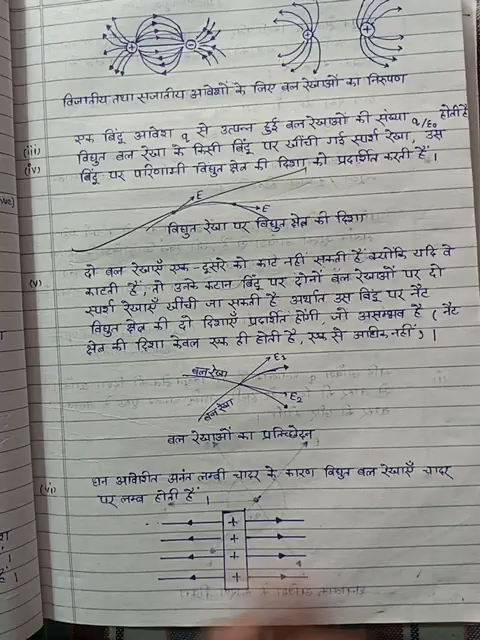 विजातीय तथा सजातीय आवेशों के लिए बल रेखाओं का निरूपण
(iii) एक बिंदु आवेश q से उत्पन्न हुई बल रेखाओं की संख्या q/ε₀ होती है
(iv) विद्युत बल रेखा के किसी बिंदु पर खींची गई स्पर्श रेखा, उस
बिंदु पर परिणामी विद्युत क्षेत्र की दिशा को प्रदर्शित करती है।
E
E
विद्युत रेखा पर विद्युत क्षेत्र की दिशा
(v) दो बल रेखाएँ एक-दूसरे को काट नहीं सकती हैं क्योंकि यदि वे
काटती हैं, तो उनके कटान बिंदु पर दोनों बल रेखाओं पर दो
स्पर्श रेखाएँ खींची जा सकती हैं अर्थात उस बिंदु पर नैट
विद्युत क्षेत्र की दो दिशाएँ प्रदर्शित होंगी, जो असम्भव है (नैट
क्षेत्र की दिशा केवल एक ही होती है, एक से अधिक नहीं)।
बल रेखा
E₁
E₂
बल रेखा
बल रेखाओं का प्रतिच्छेदन
(vi) धन आवेशित अनंत लम्बी चादर के कारण विद्युत बल रेखाएँ चादर
पर लम्ब होती हैं।
+
+
+
+